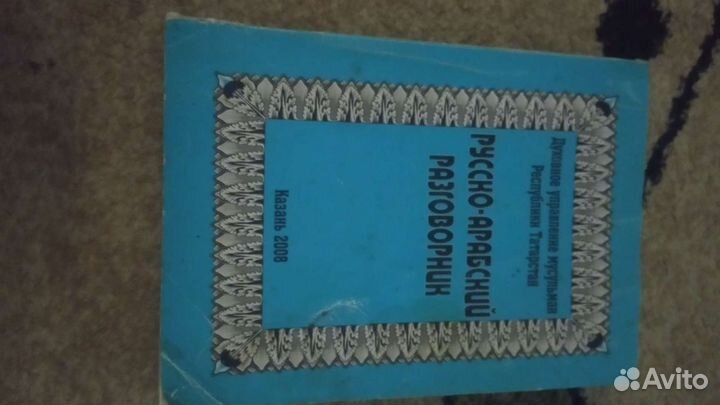 Духовное управление мусульман
Республики Татарстан
РУССКО-АРАБСКИЙ
РАЗГОВОРНИК
Казань 2008
Avito